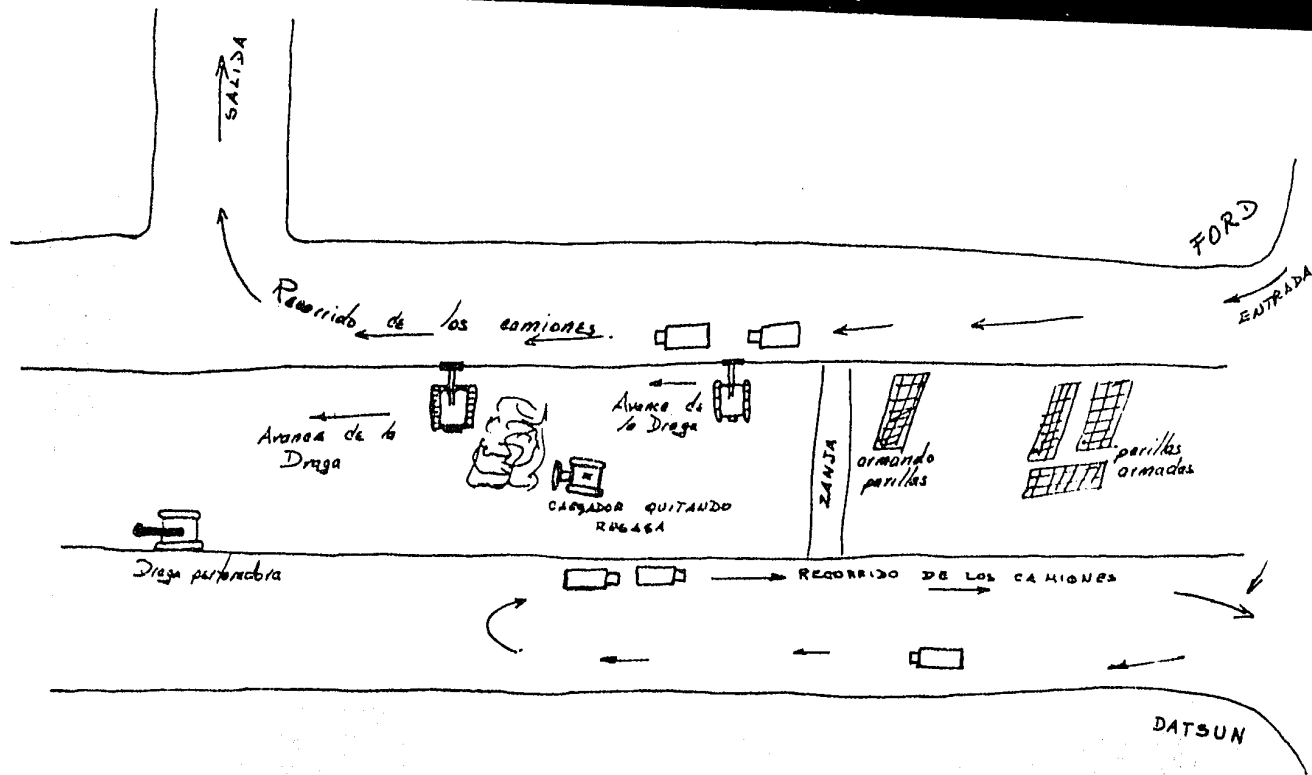 SALIDA
FORD
ENTRADA
Recorrido de los camiones.
Avance de la
Draga
Avance de
la Draga
ZANJA
armando
parillas
parillas
armadas
CARGADOR QUITANDO
REZAGA
Draga perforadora
RECORRIDO DE LOS CAMIONES
DATSUN